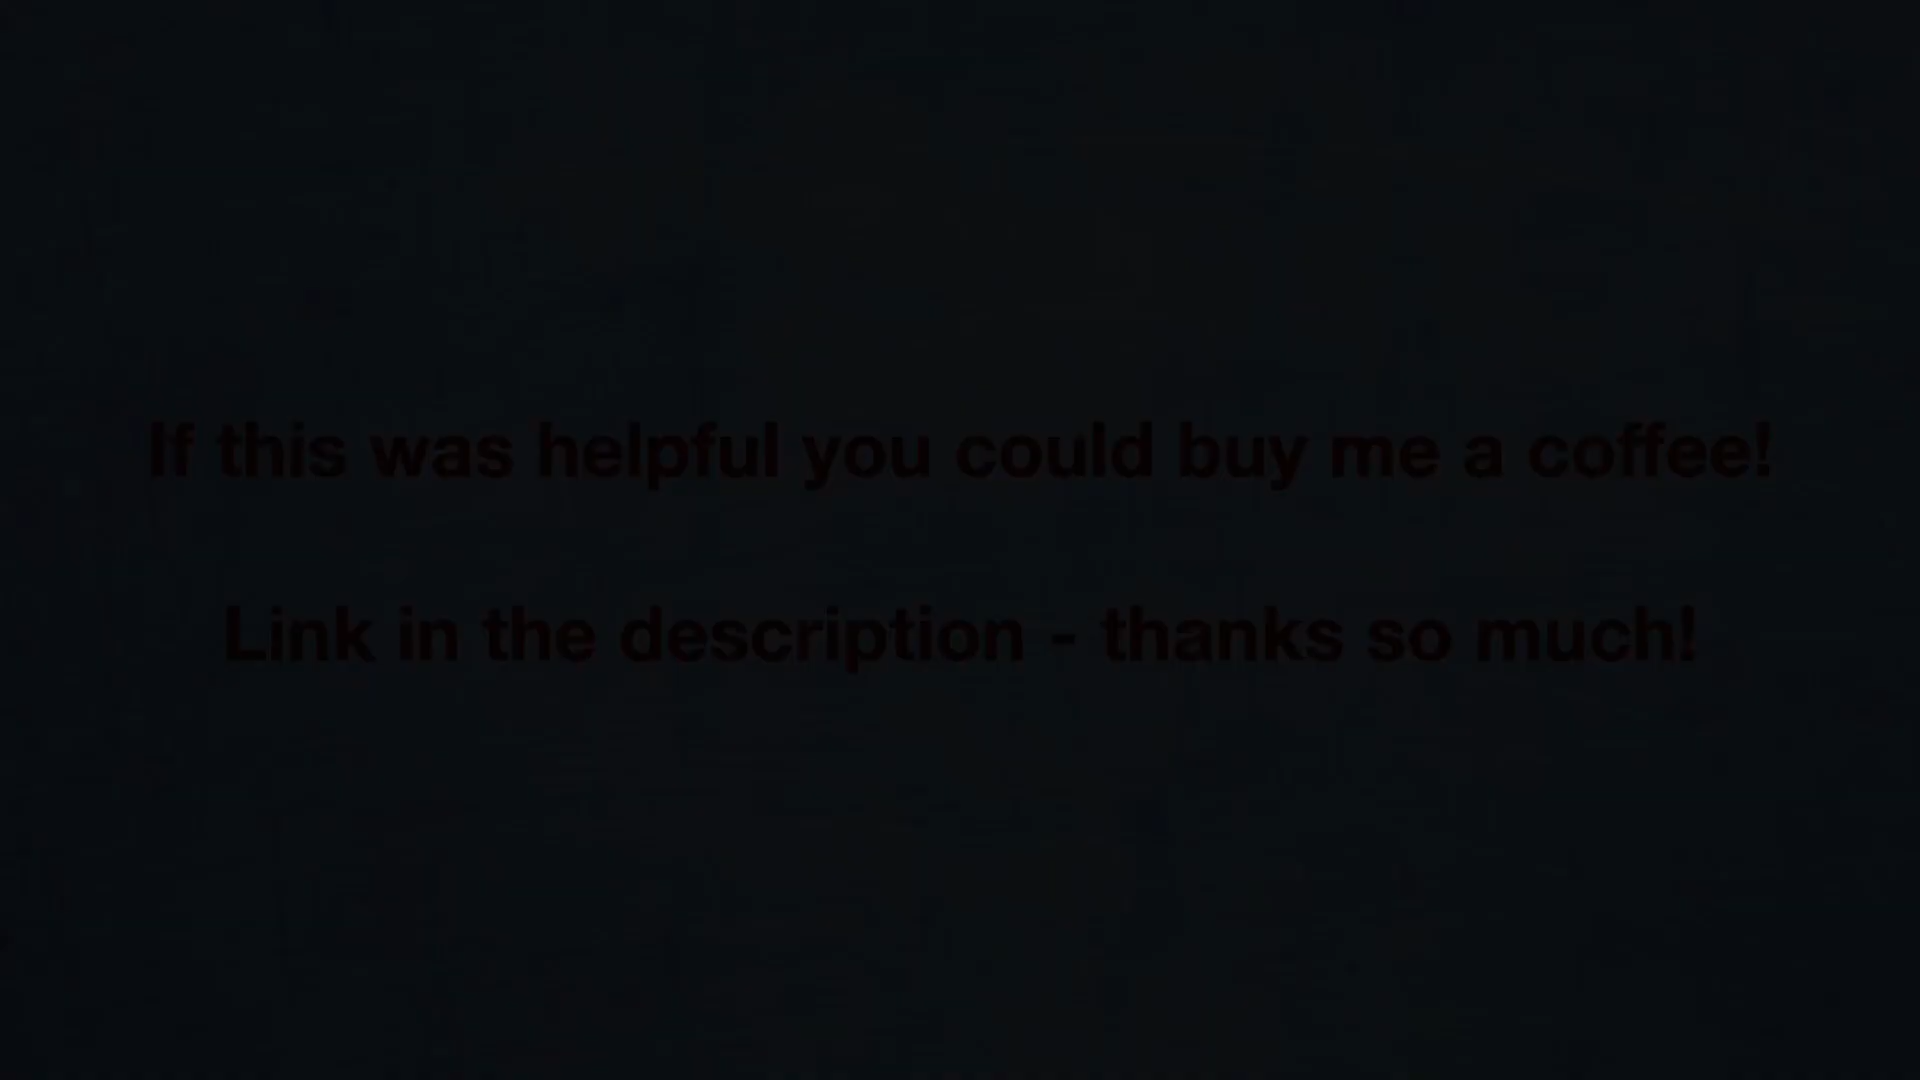 If this was helpful you could buy me a coffee!
Link in the description - thanks so much!